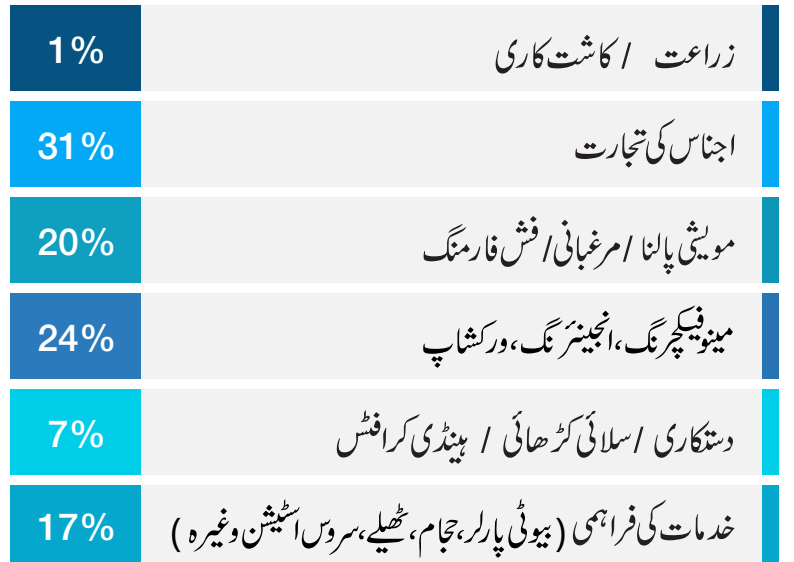 زراعت / کاشت کاری 1%
اجناس کی تجارت 31%
مویشی پالنا / مرغبانی / فش فارمنگ 20%
مینوفیکچرنگ، انجینئرنگ، ورکشاپ 24%
دستکاری / سلائی کڑھائی / ہینڈی کرافٹس 7%
خدمات کی فراہمی ( بیوٹی پارلر، حجام، ٹھیلے، سروس اسٹیشن وغیرہ ) 17%